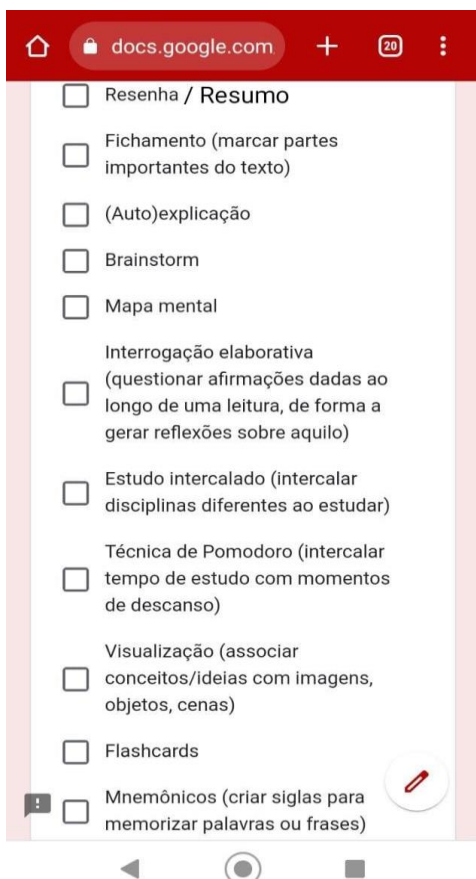 docs.google.com
20
Resenha / Resumo
Fichamento (marcar partes
importantes do texto)
(Auto)explicação
Brainstorm
Mapa mental
Interrogação elaborativa
(questionar afirmações dadas ao
longo de uma leitura, de forma a
gerar reflexões sobre aquilo)
Estudo intercalado (intercalar
disciplinas diferentes ao estudar)
Técnica de Pomodoro (intercalar
tempo de estudo com momentos
de descanso)
Visualização (associar
conceitos/ideias com imagens,
objetos, cenas)
Flashcards
Mnemônicos (criar siglas para
memorizar palavras ou frases)